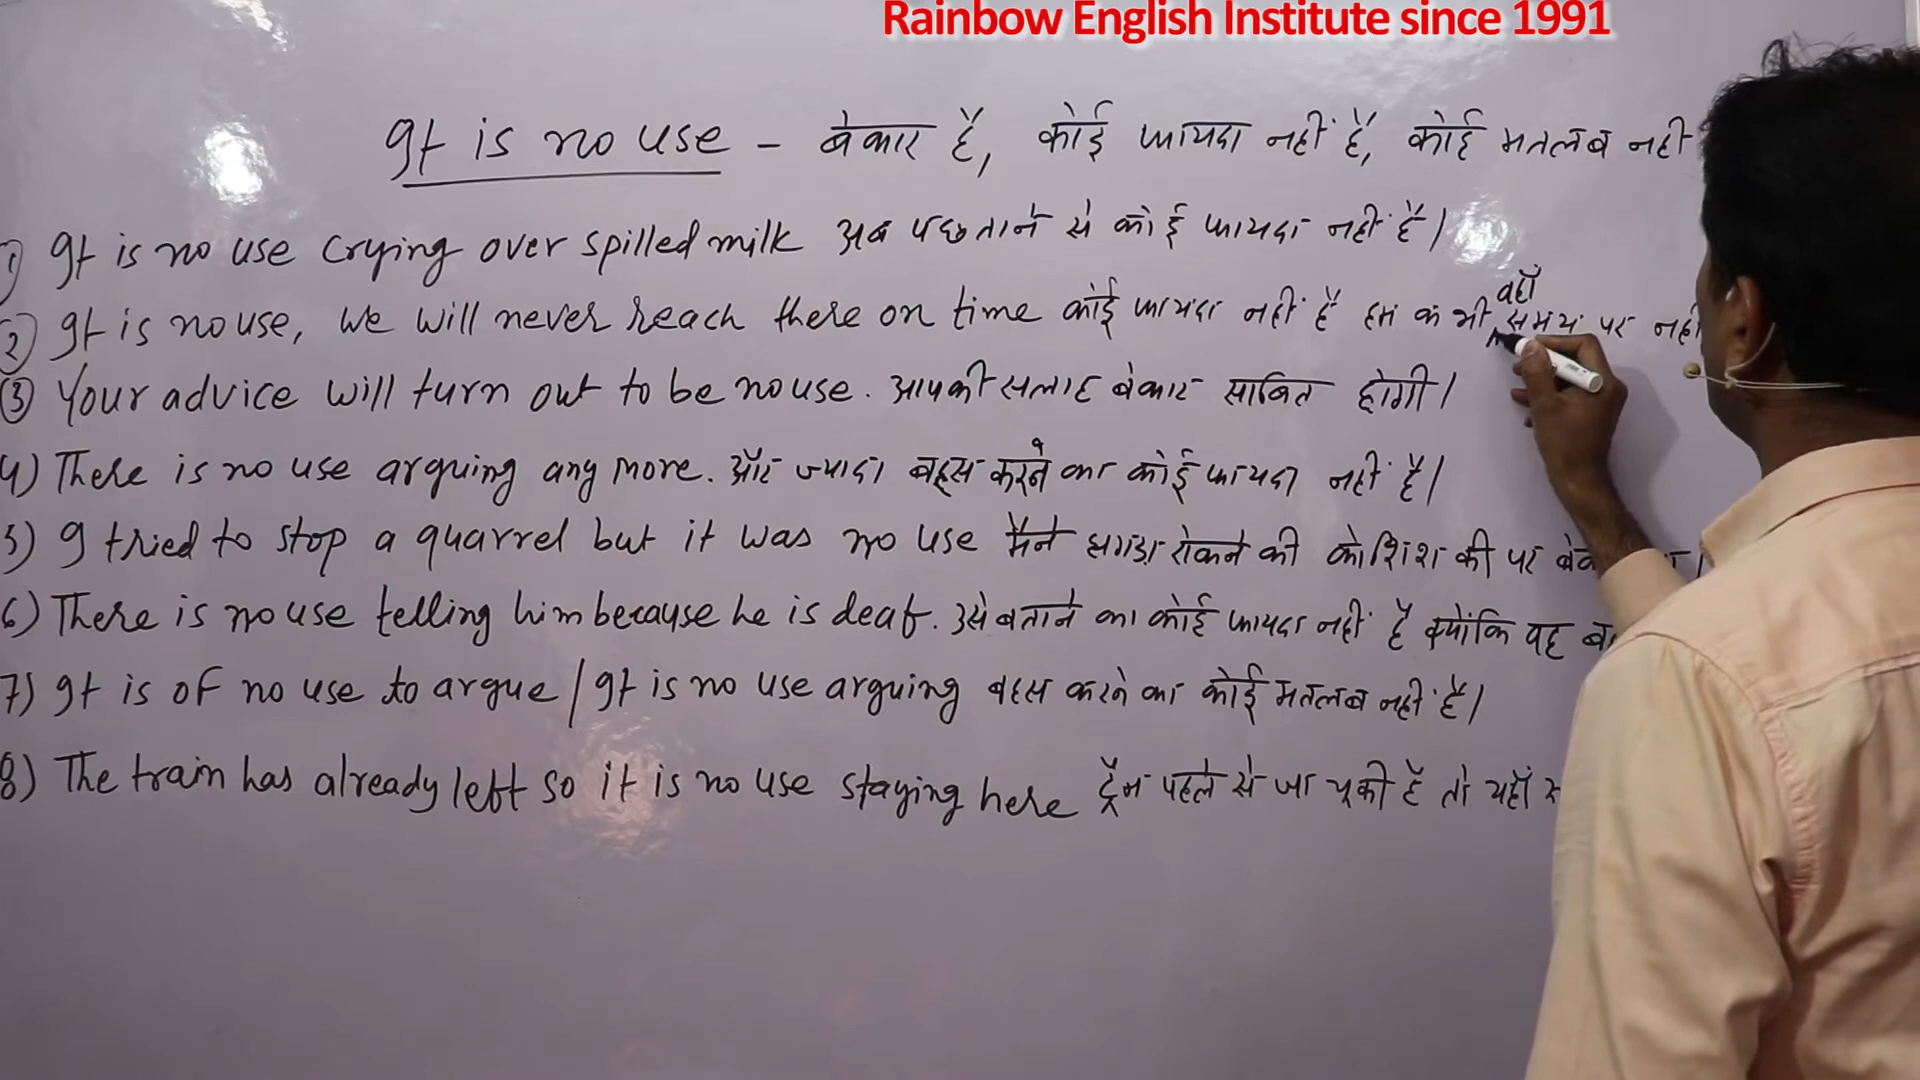 Rainbow English Institute since 1991
It is no use - बेकार है, कोई फायदा नहीं है, कोई मतलब नहीं
1) It is no use crying over spilled milk अब पछताने से कोई फायदा नहीं है।
वहाँ
2) It is no use, we will never reach there on time कोई फायदा नहीं है हम कभी समय पर नहीं
3) Your advice will turn out to be no use. आपकी सलाह बेकार साबित होगी।
4) There is no use arguing any more. और ज्यादा बहस करने का कोई फायदा नहीं है।
5) I tried to stop a quarrel but it was no use मैंने झगड़ा रोकने की कोशिश की पर
6) There is no use telling him because he is deaf. उसे बताने का कोई फायदा नहीं है क्योंकि वह
7) It is of no use to argue / It is no use arguing बहस करने का कोई मतलब नहीं है।
8) The train has already left so it is no use staying here ट्रेन पहले से जा चूकी है तो यहाँ